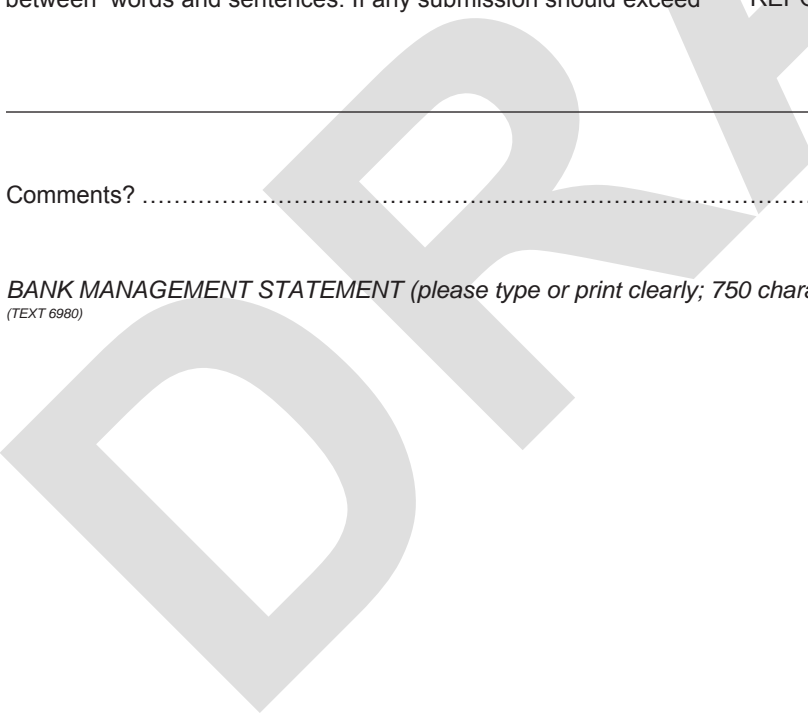 between words and sentences. If any submission should exceed
Comments? ……………………………………………………………………
BANK MANAGEMENT STATEMENT (please type or print clearly; 750
(TEXT 6980)
DRA